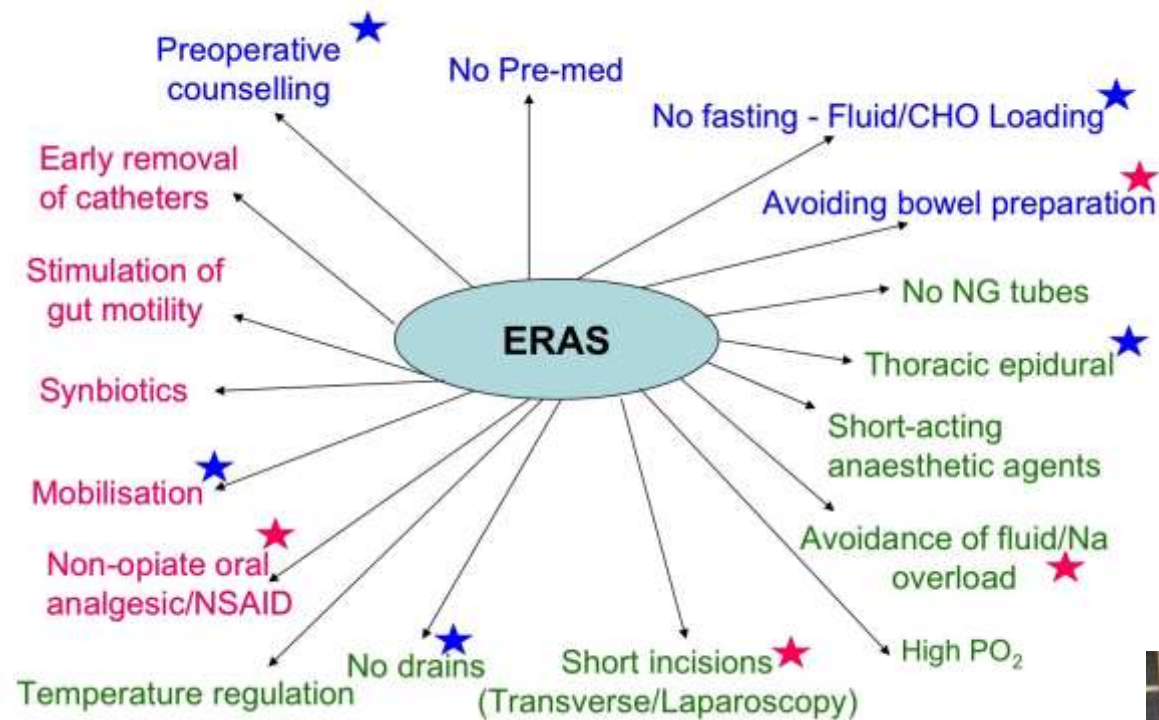 Preoperative
counselling
No Pre-med
No fasting - Fluid/CHO Loading
Early removal
of catheters
Avoiding bowel preparation
Stimulation of
gut motility
No NG tubes
ERAS
Thoracic epidural
Synbiotics
Short-acting
anaesthetic agents
Mobilisation
Avoidance of fluid/Na
overload
Non-opiate oral
analgesic/NSAID
High PO₂
No drains
Short incisions
(Transverse/Laparoscopy)
Temperature regulation